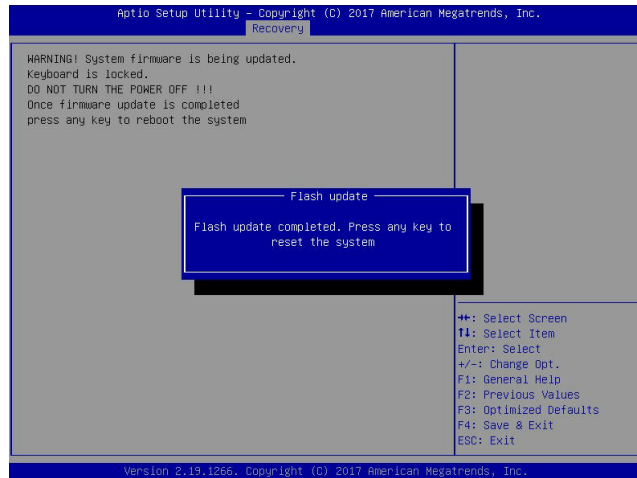 Aptio Setup Utility – Copyright (C) 2017 American Megatrends, Inc.
Recovery
WARNING! System firmware is being updated.
Keyboard is locked.
DO NOT TURN THE POWER OFF !!!
Once firmware update is completed
press any key to reboot the system
Flash update
Flash update completed. Press any key to
reset the system
→←: Select Screen
↑↓: Select Item
Enter: Select
+/-: Change Opt.
F1: General Help
F2: Previous Values
F3: Optimized Defaults
F4: Save & Exit
ESC: Exit
Version 2.19.1266. Copyright (C) 2017 American Megatrends, Inc.